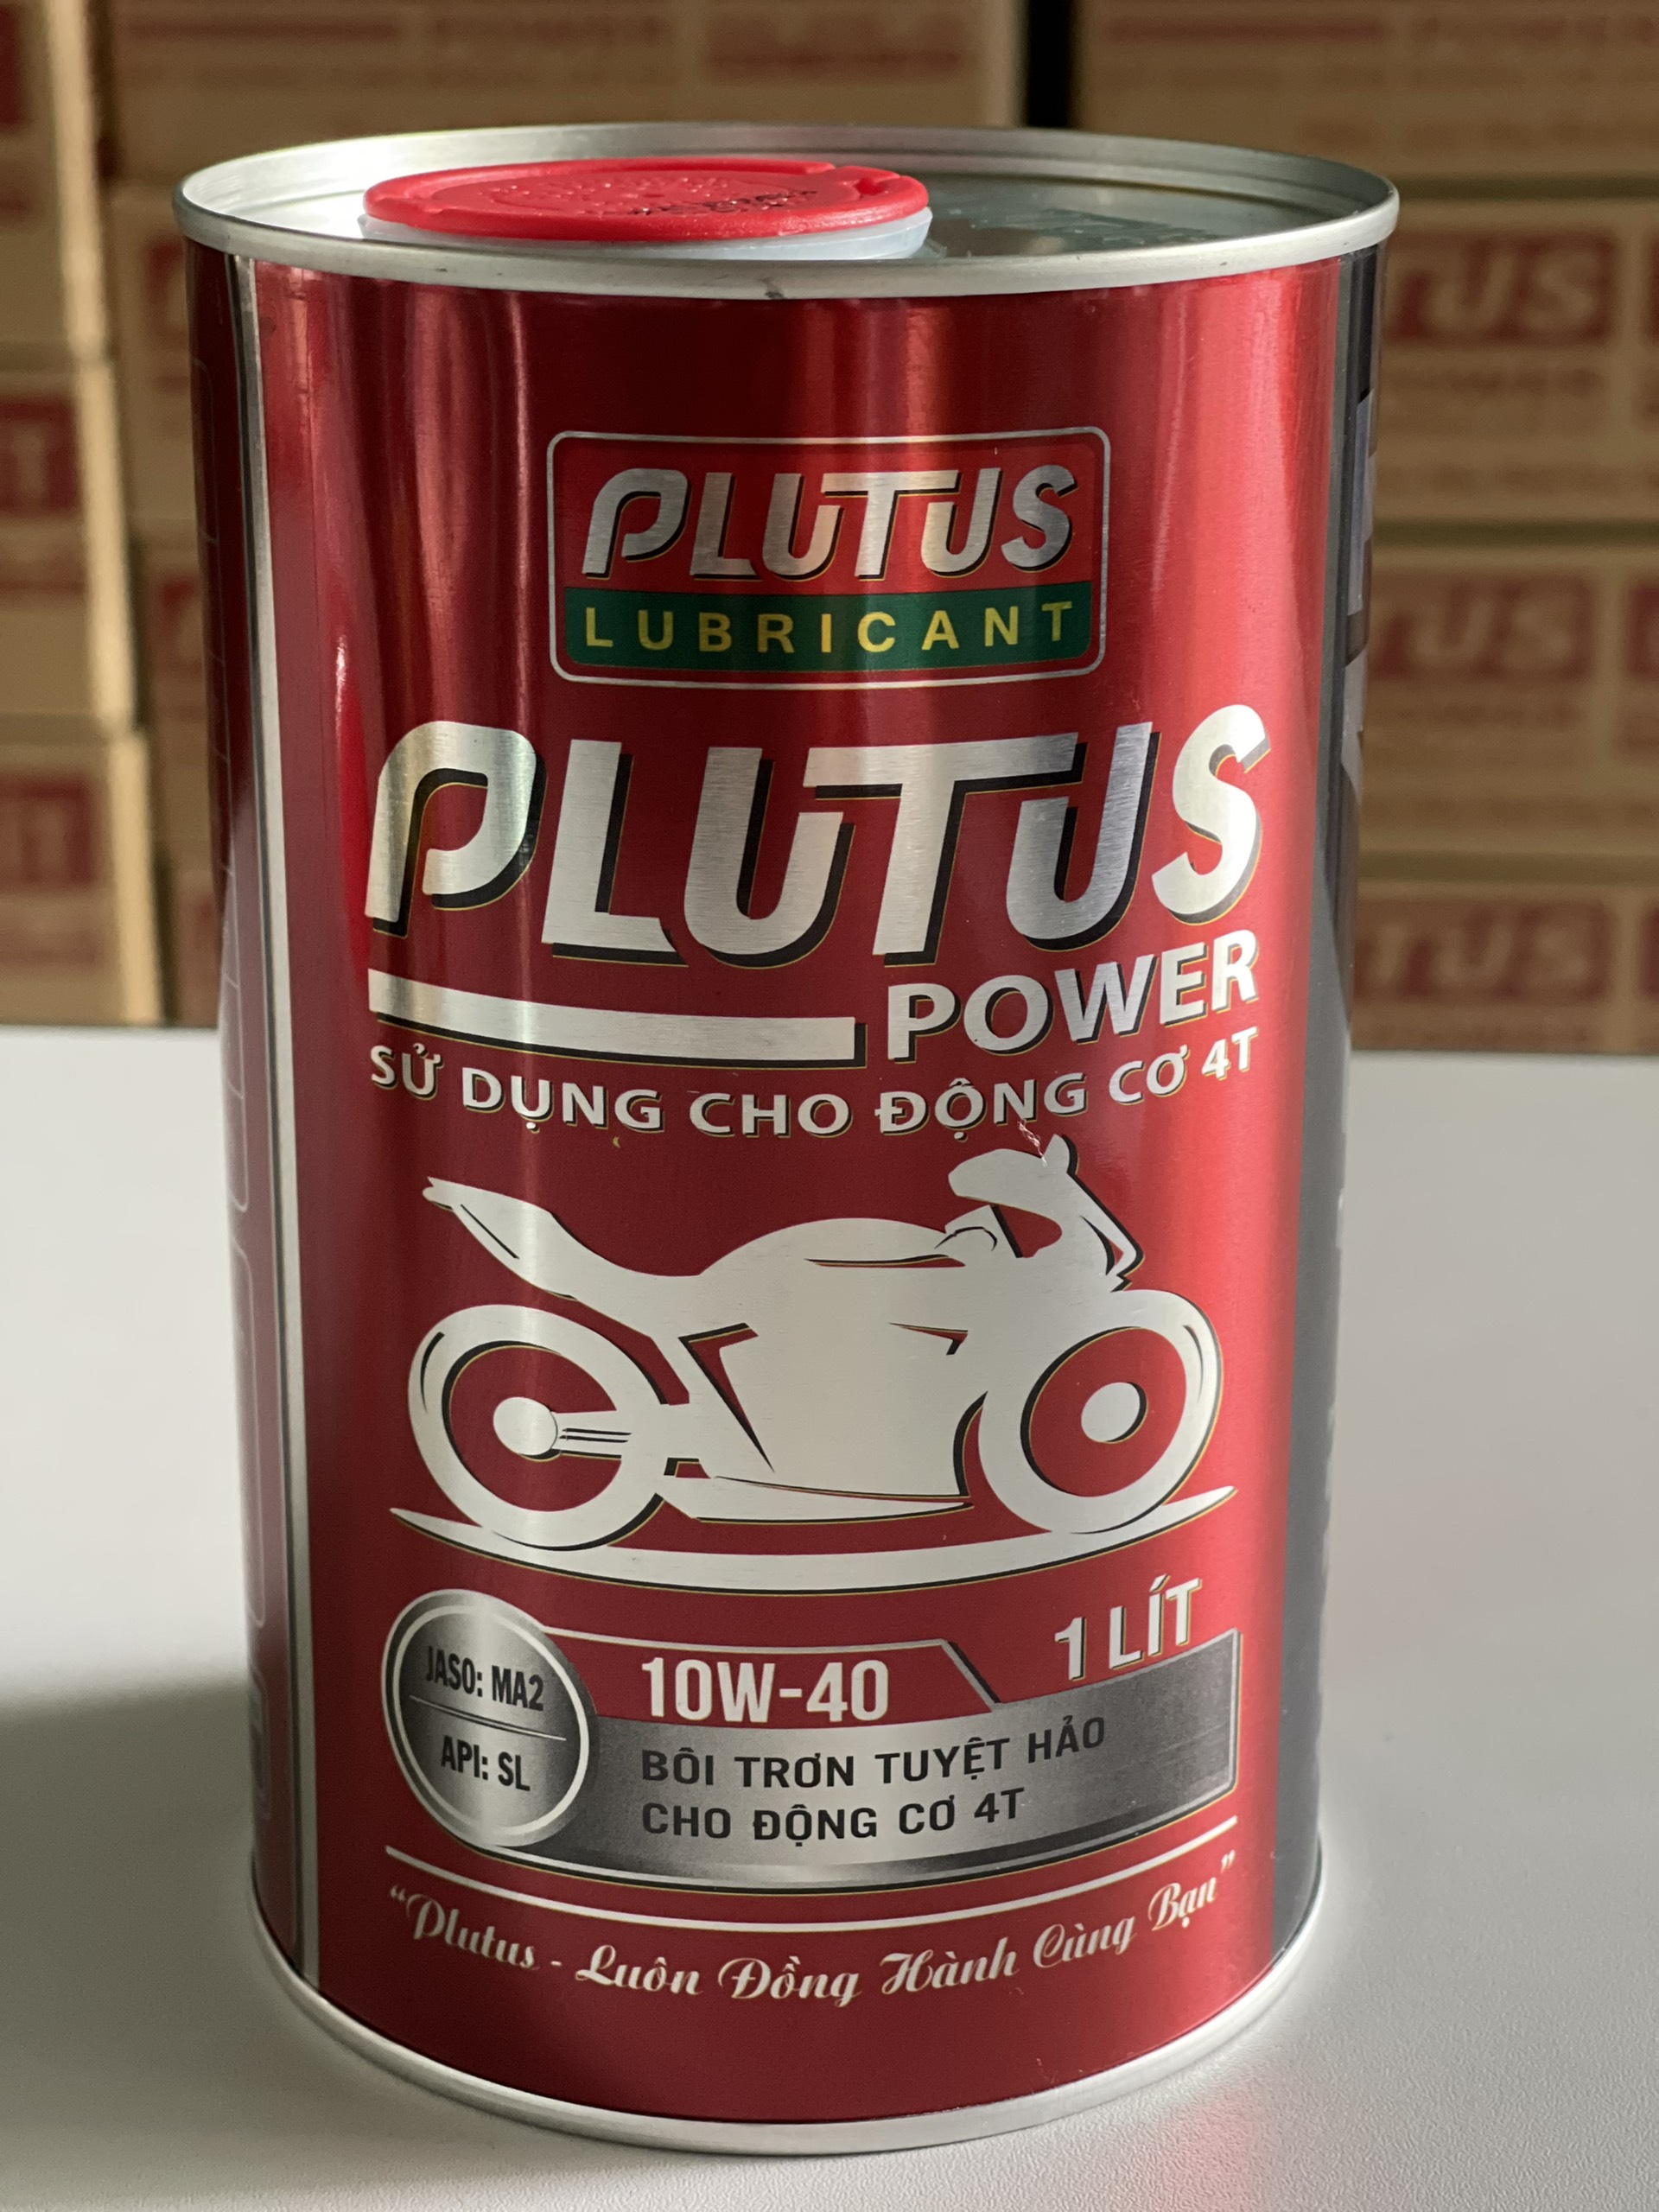 PLUTUS
LUBRICANT
PLUTUS
POWER
SỬ DỤNG CHO ĐỘNG CƠ 4T
1 LÍT
JASO: MA2
API: SL
10W-40
BÔI TRƠN TUYỆT HẢO
CHO ĐỘNG CƠ 4T
"Plutus - Luôn Đồng Hành Cùng Bạn"